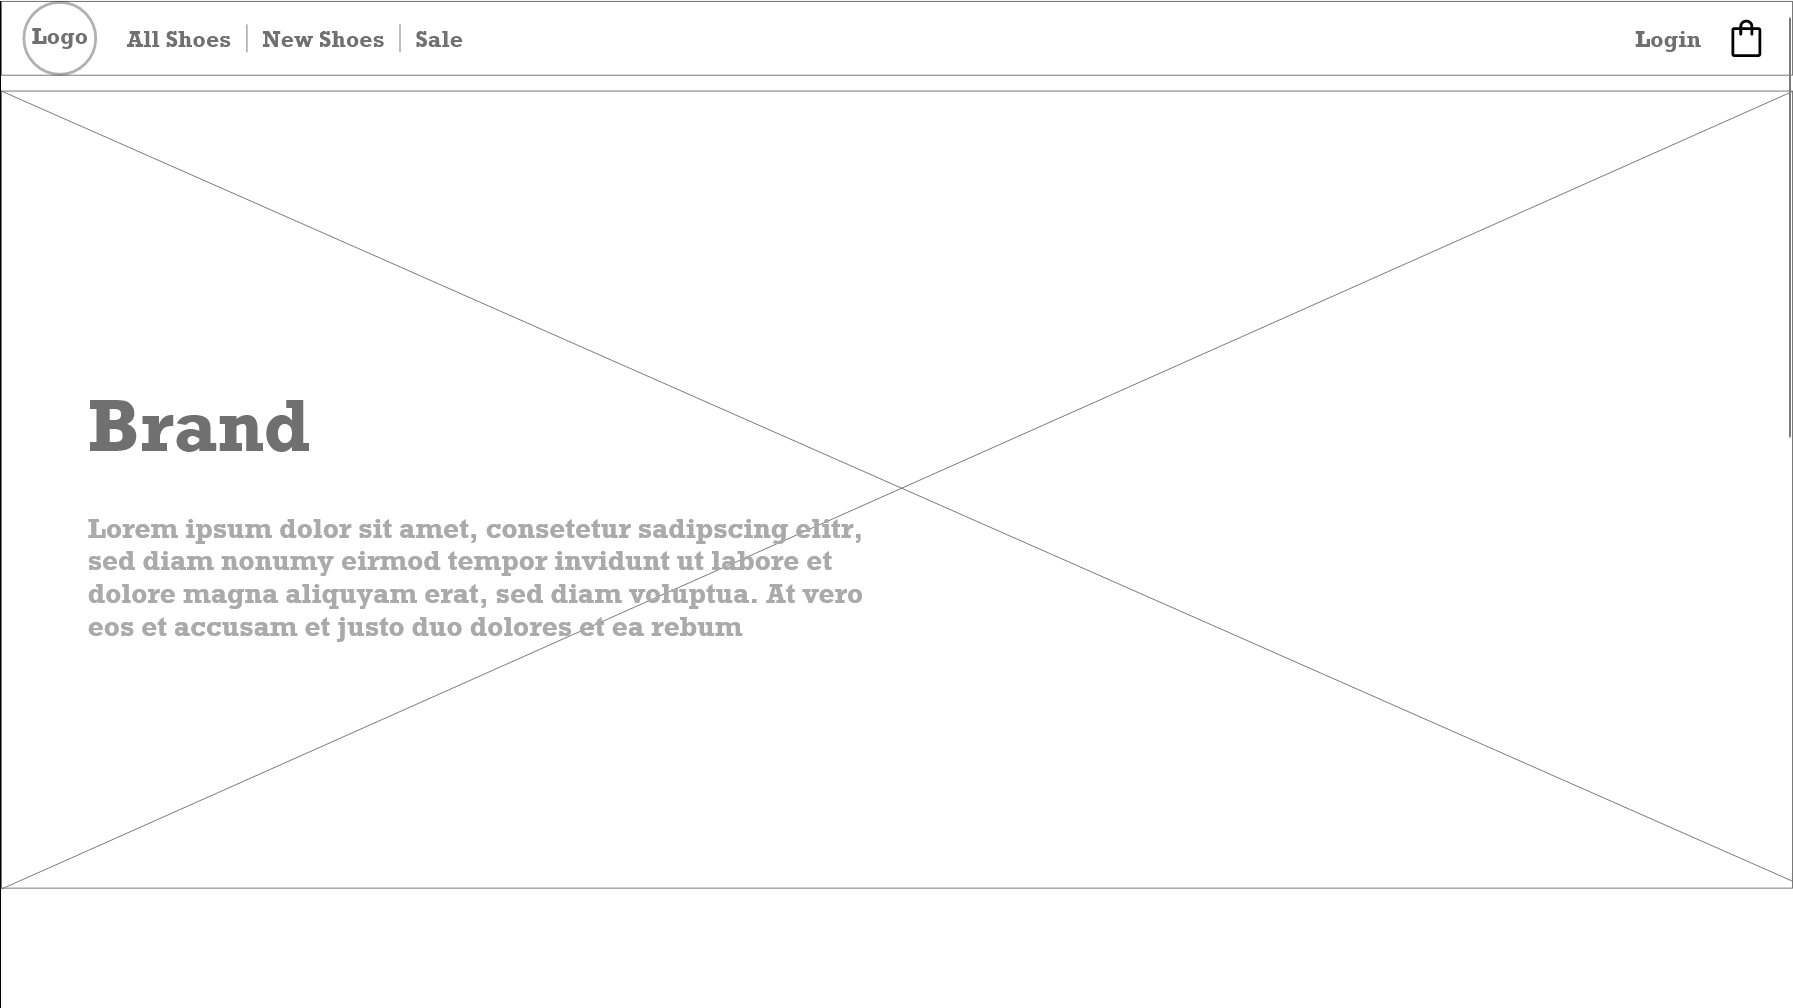 Logo
All Shoes
New Shoes
Sale
Login
Brand
Lorem ipsum dolor sit amet, consetetur sadipscing elitr,
sed diam nonumy eirmod tempor invidunt ut labore et
dolore magna aliquyam erat, sed diam voluptua. At vero
eos et accusam et justo duo dolores et ea rebum